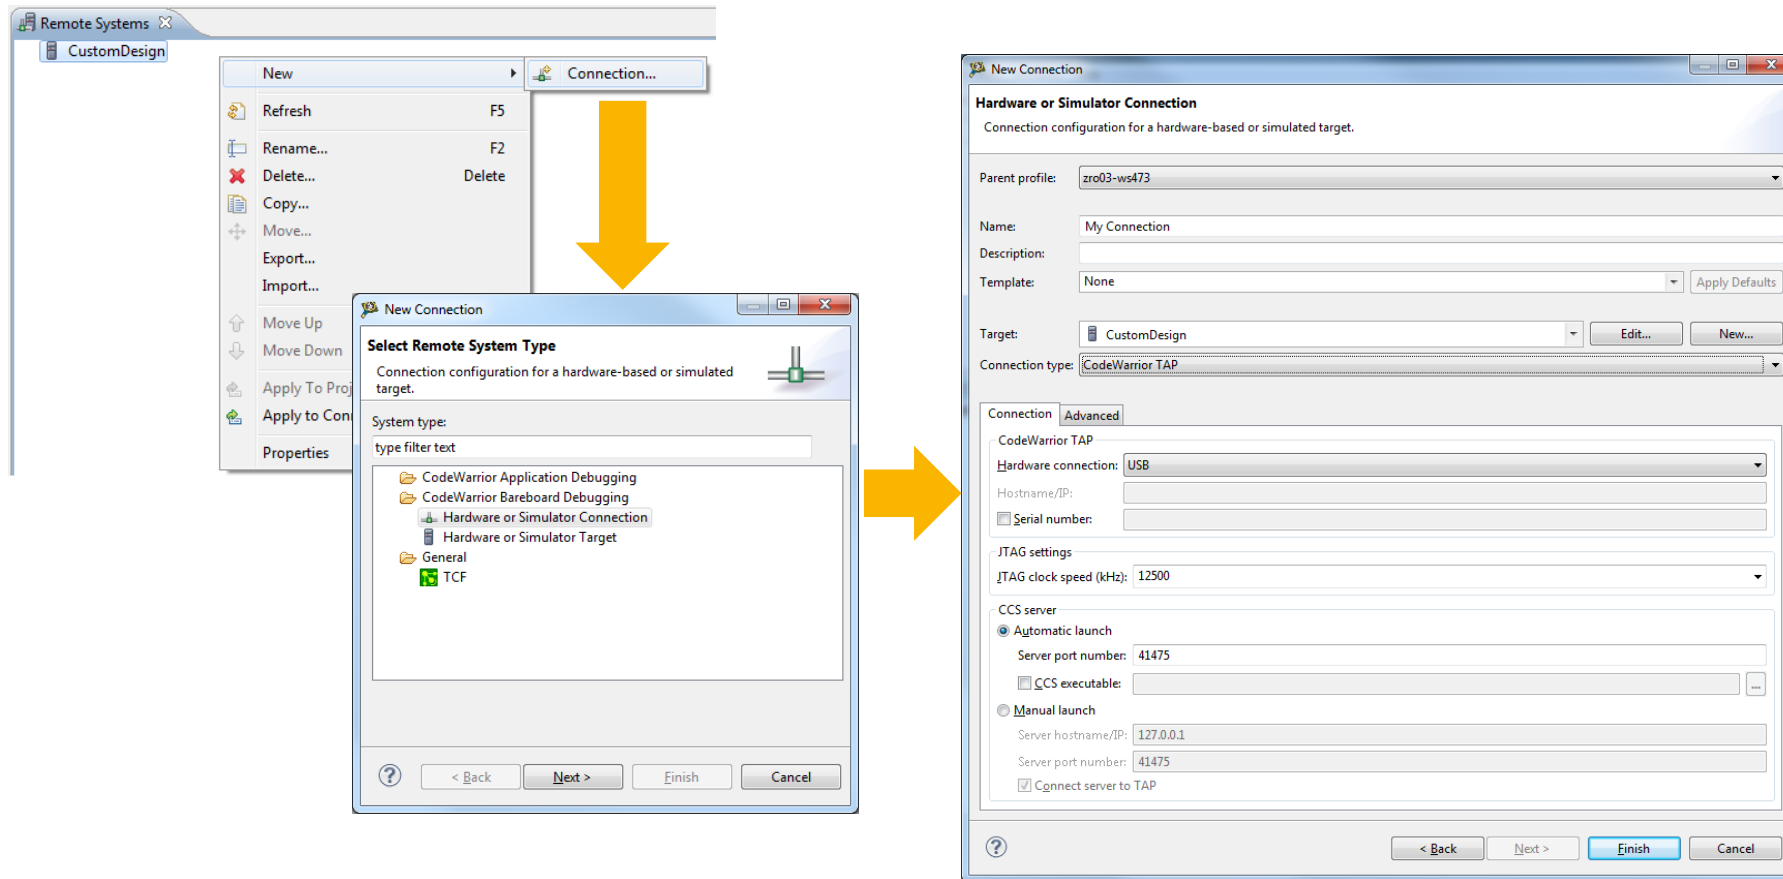 Remote Systems
CustomDesign
New
Connection...
Refresh F5
Rename... F2
Delete... Delete
Copy...
Move...
Export...
Import...
Move Up
Move Down
Apply To Proj
Apply to Con
Properties
New Connection
Select Remote System Type
Connection configuration for a hardware-based or simulated
target.
System type:
type filter text
CodeWarrior Application Debugging
CodeWarrior Bareboard Debugging
Hardware or Simulator Connection
Hardware or Simulator Target
General
TCF
? < Back Next > Finish Cancel
New Connection
Hardware or Simulator Connection
Connection configuration for a hardware-based or simulated target.
Parent profile: zro03-ws473
Name: My Connection
Description:
Template: None Apply Defaults
Target: CustomDesign Edit... New...
Connection type: CodeWarrior TAP
Connection Advanced
CodeWarrior TAP
Hardware connection: USB
Hostname/IP:
Serial number:
JTAG settings
JTAG clock speed (kHz): 12500
CCS server
Automatic launch
Server port number: 41475
CCS executable: ...
Manual launch
Server hostname/IP: 127.0.0.1
Server port number: 41475
Connect server to TAP
? < Back Next > Finish Cancel